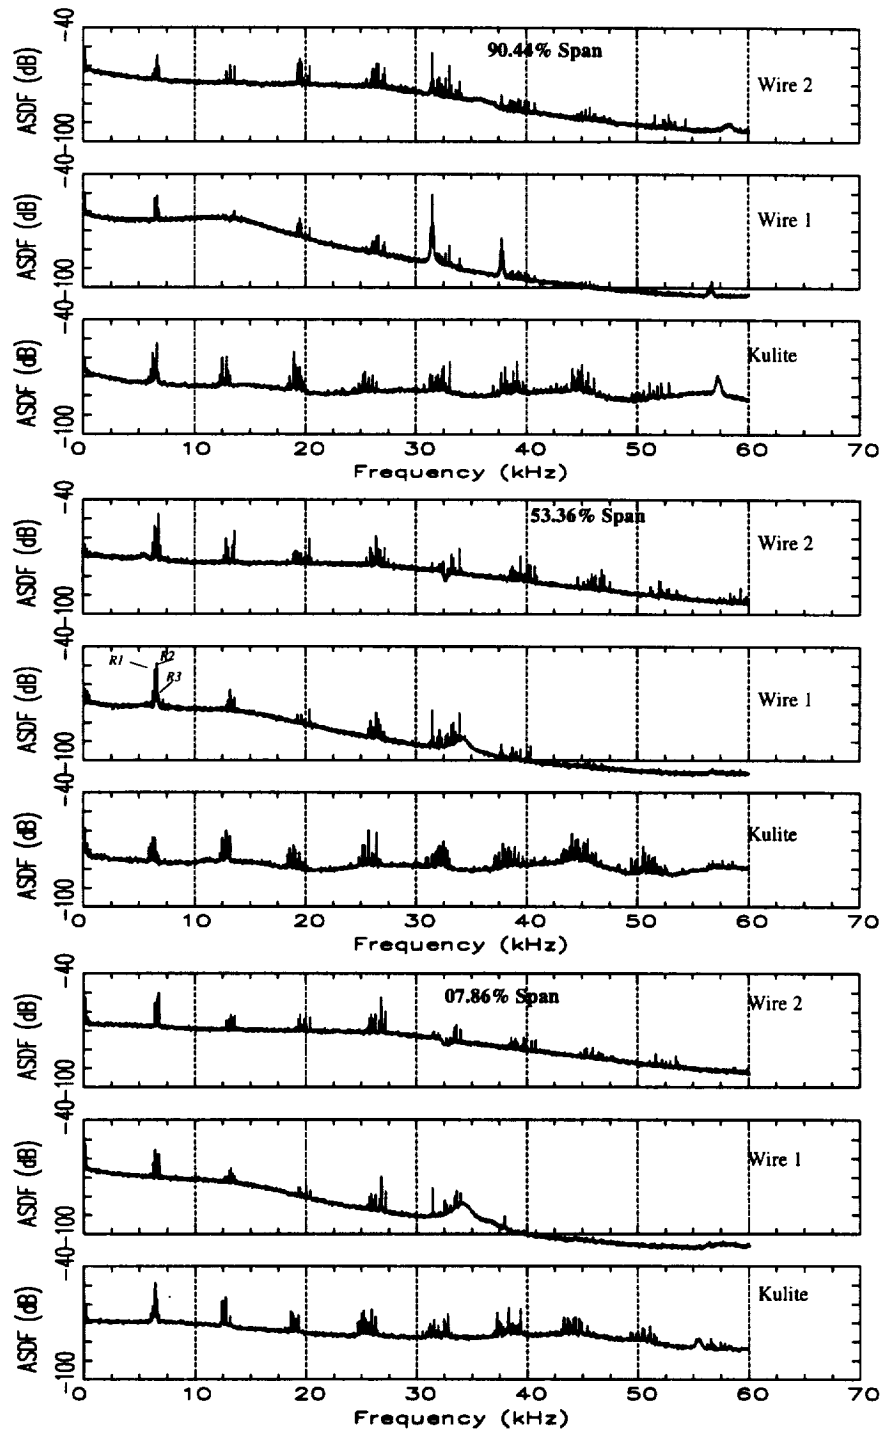 -40
ASDF (dB)
90.44% Span
Wire 2
-100
-40
ASDF (dB)
Wire 1
-100
-40
ASDF (dB)
Kulite
-100
0 10 20 30 40 50 60 70
Frequency (kHz)
-40
ASDF (dB)
53.36% Span
Wire 2
-100
-40
ASDF (dB)
R1 R2
R3
Wire 1
-100
-40
ASDF (dB)
Kulite
-100
0 10 20 30 40 50 60 70
Frequency (kHz)
-40
ASDF (dB)
07.86% Span
Wire 2
-100
-40
ASDF (dB)
Wire 1
-100
-40
ASDF (dB)
Kulite
-100
0 10 20 30 40 50 60 70
Frequency (kHz)